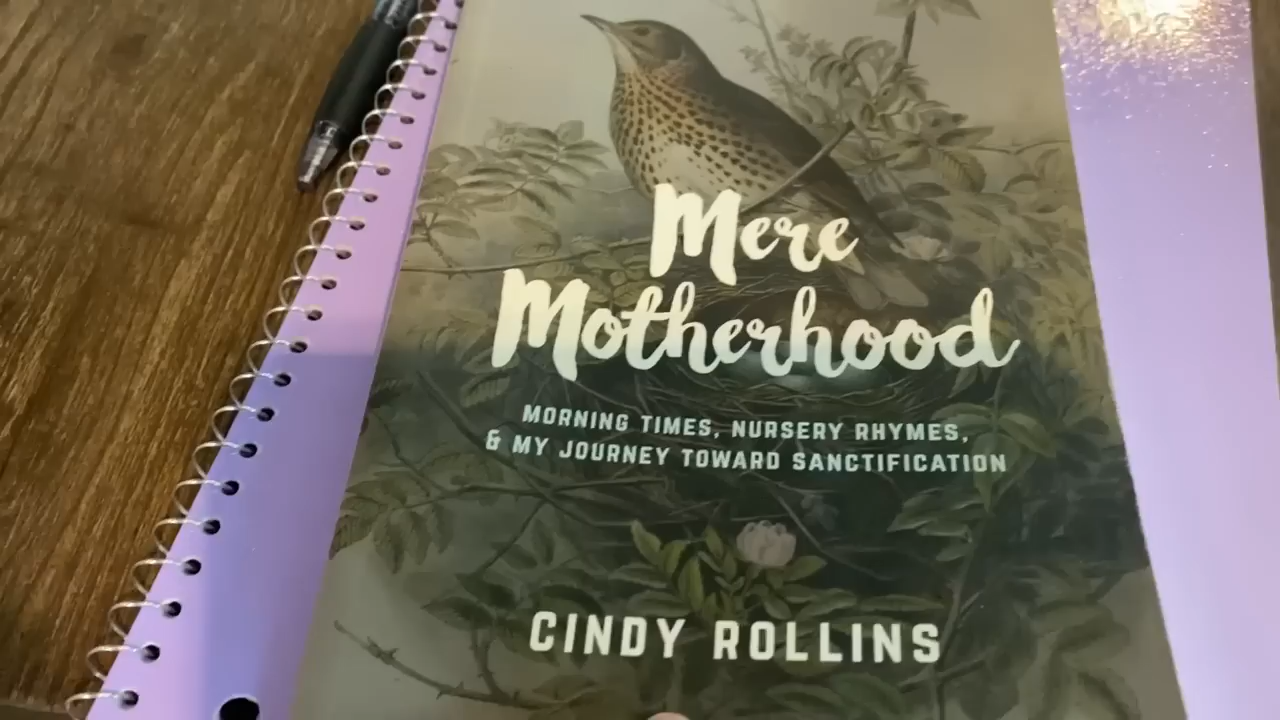 Mere
Motherhood
MORNING TIMES, NURSERY RHYMES,
& MY JOURNEY TOWARD SANCTIFICATION
CINDY ROLLINS